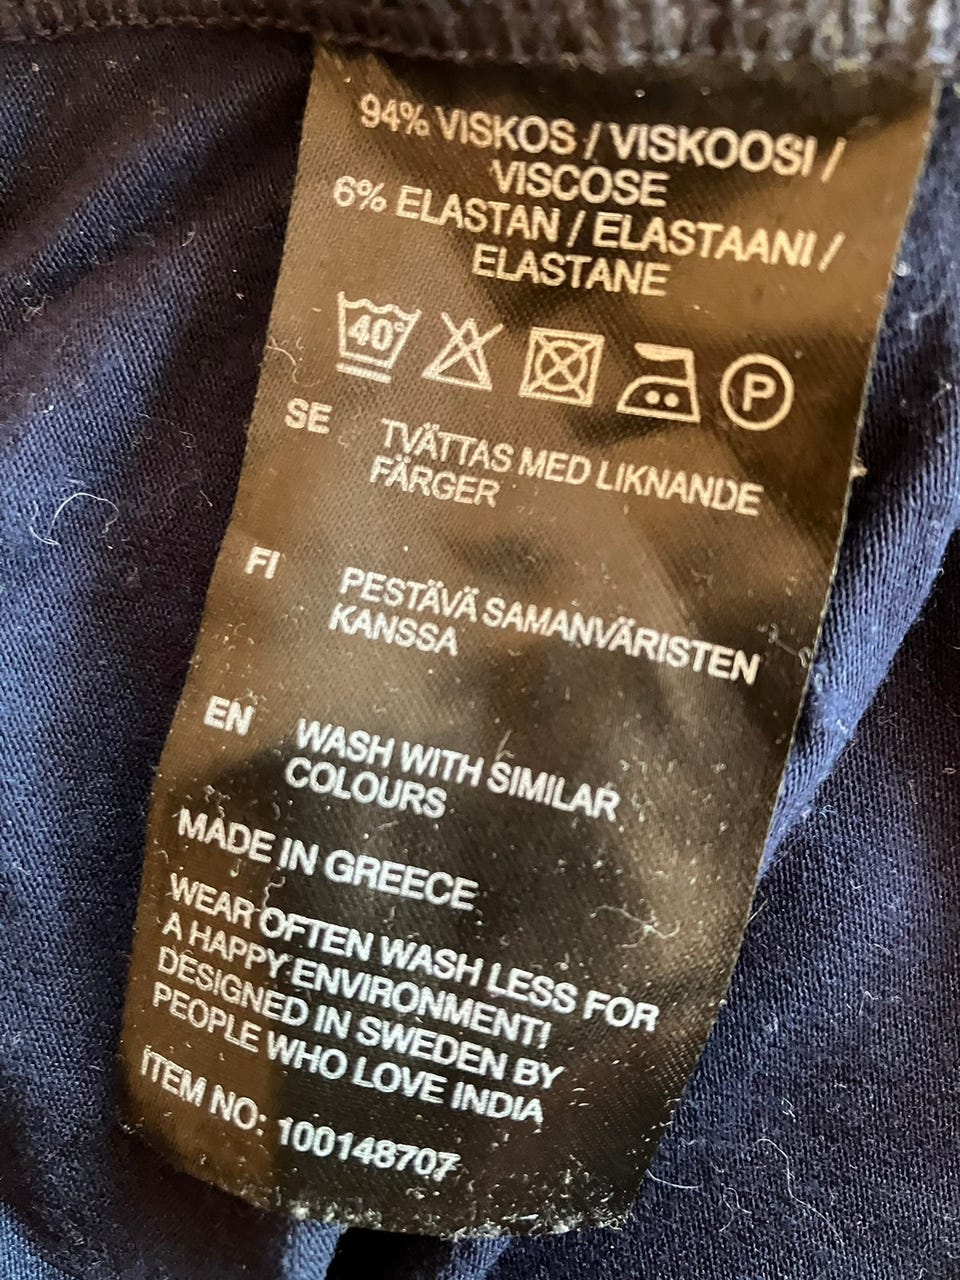 94% VISKOS / VISKOOSI /
VISCOSE
6% ELASTAN / ELASTAANI /
ELASTANE
40°
P
SE TVÄTTAS MED LIKNANDE
FÄRGER
FI PESTÄVÄ SAMANVÄRISTEN
KANSSA
EN WASH WITH SIMILAR
COLOURS
MADE IN GREECE
WEAR OFTEN WASH LESS FOR
A HAPPY ENVIRONMENT!
DESIGNED IN SWEDEN BY
PEOPLE WHO LOVE INDIA
ITEM NO: 100148707